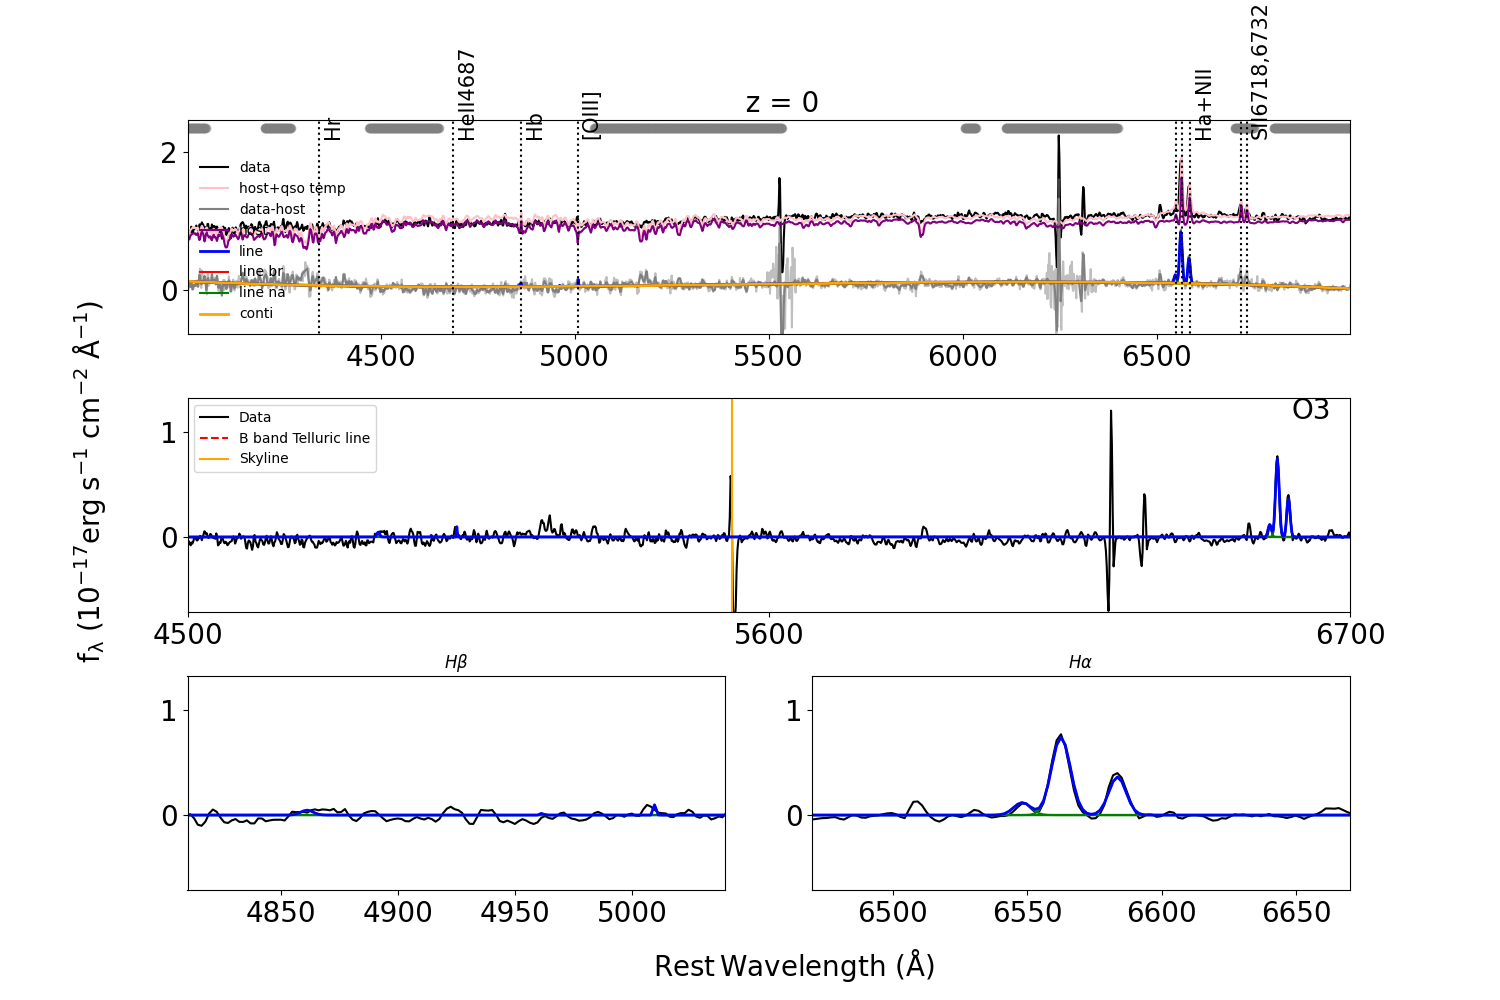 z = 0
Hr
HeII4687
Hb
[OIII]
Ha+NII
SII6718,6732
2
0
data
host+qso temp
data-host
host
line
line br
line na
conti
4500 5000 5500 6000 6500
fλ (10−17erg s−1 cm−2 Å−1)
O3
1
0
Data
B band Telluric line
Skyline
4500 5600 6700
Hβ
1
0
4850 4900 4950 5000
Hα
1
0
6500 6550 6600 6650
Rest Wavelength (Å)